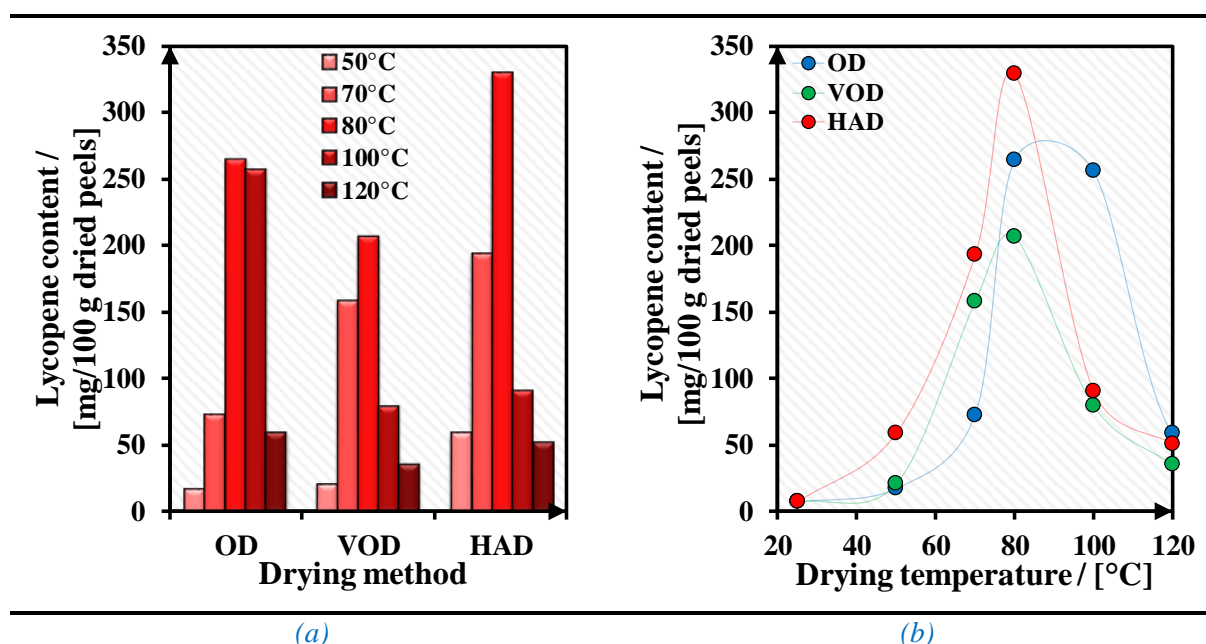 Lycopene content /
[mg/100 g dried peels]
350
300
250
200
150
100
50
0
50°C
70°C
80°C
100°C
120°C
OD
VOD
HAD
Drying method
(a)
Lycopene content /
[mg/100 g dried peels]
350
300
250
200
150
100
50
0
OD
VOD
HAD
20
40
60
80
100
120
Drying temperature / [°C]
(b)